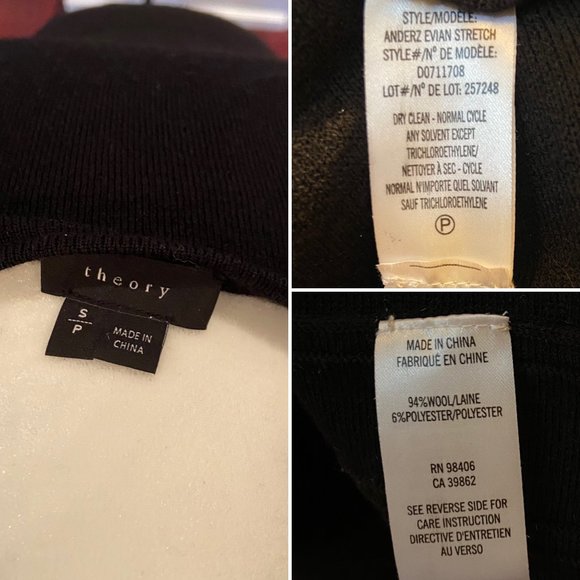 theory
S
P
MADE IN
CHINA
STYLE/MODÈLE:
ANDERZ EVIAN STRETCH
STYLE#/N° DE MODÈLE:
D0711708
LOT#/N° DE LOT: 257248
DRY CLEAN - NORMAL CYCLE
ANY SOLVENT EXCEPT
TRICHLOROETHYLENE/
NETTOYER À SEC - CYCLE
NORMAL N'IMPORTE QUEL SOLVANT
SAUF TRICHLOROETHYLENE
P
MADE IN CHINA
FABRIQUÉ EN CHINE
94%WOOL/LAINE
6%POLYESTER/POLYESTER
RN 98406
CA 39862
SEE REVERSE SIDE FOR
CARE INSTRUCTION
DIRECTIVE D'ENTRETIEN
AU VERSO